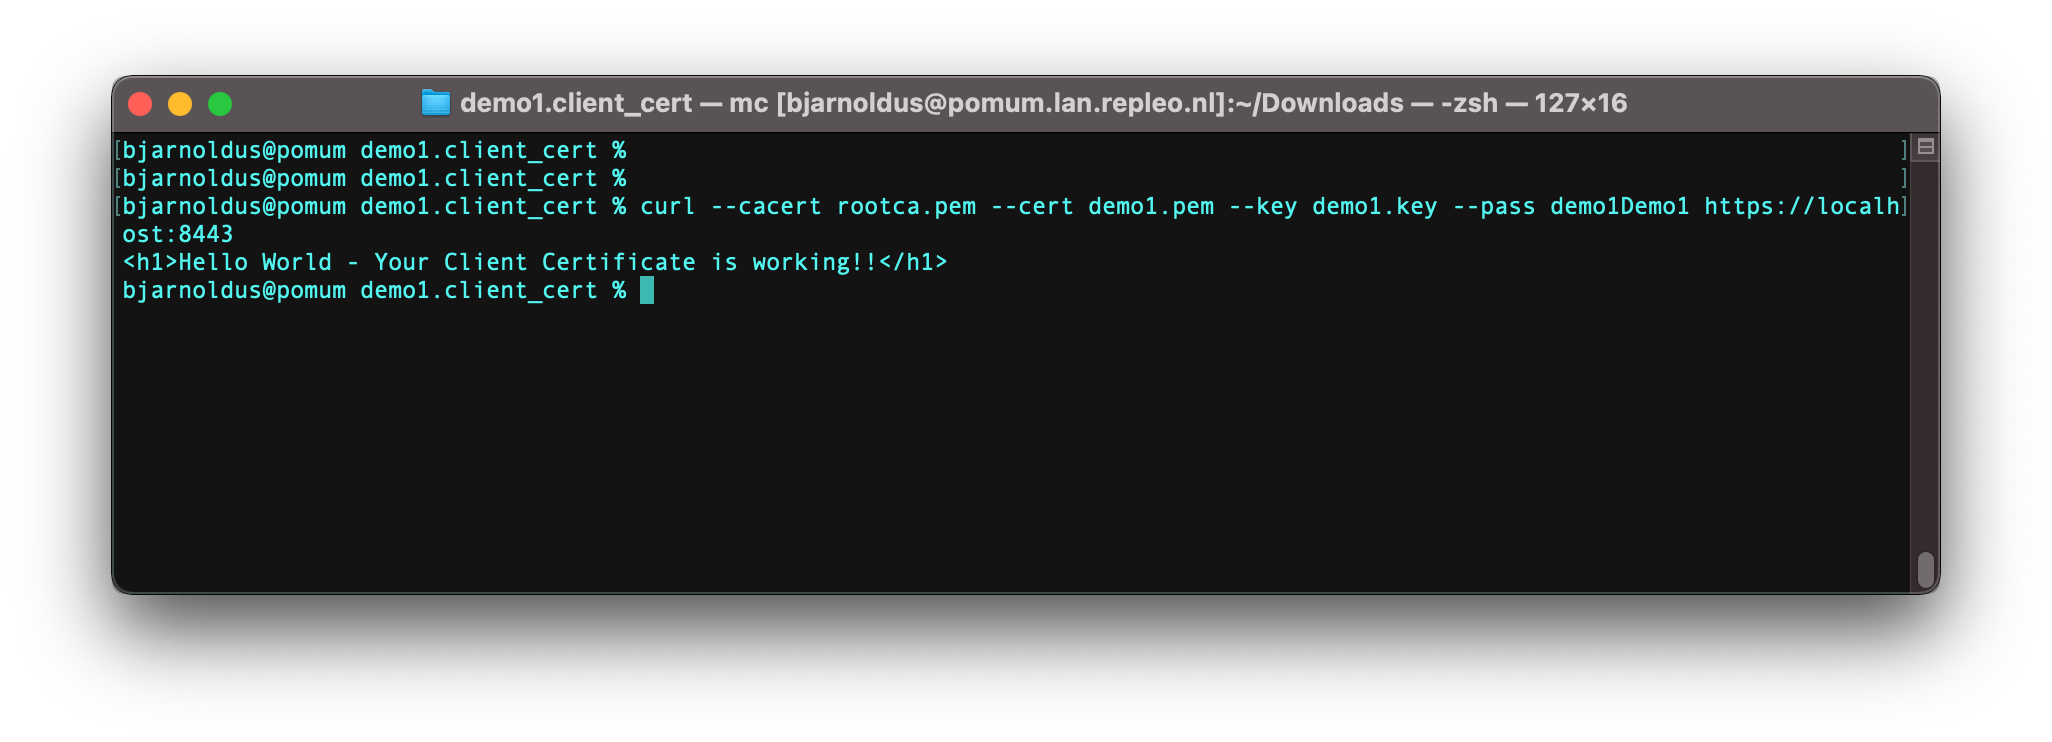 demo1.client_cert — mc [bjarnoldus@pomum.lan.repleo.nl]:~/Downloads — -zsh — 127×16
[bjarnoldus@pomum demo1.client_cert % ]
[bjarnoldus@pomum demo1.client_cert % ]
[bjarnoldus@pomum demo1.client_cert % curl --cacert rootca.pem --cert demo1.pem --key demo1.key --pass demo1Demo1 https://localh]
ost:8443
<h1>Hello World - Your Client Certificate is working!!</h1>
bjarnoldus@pomum demo1.client_cert %